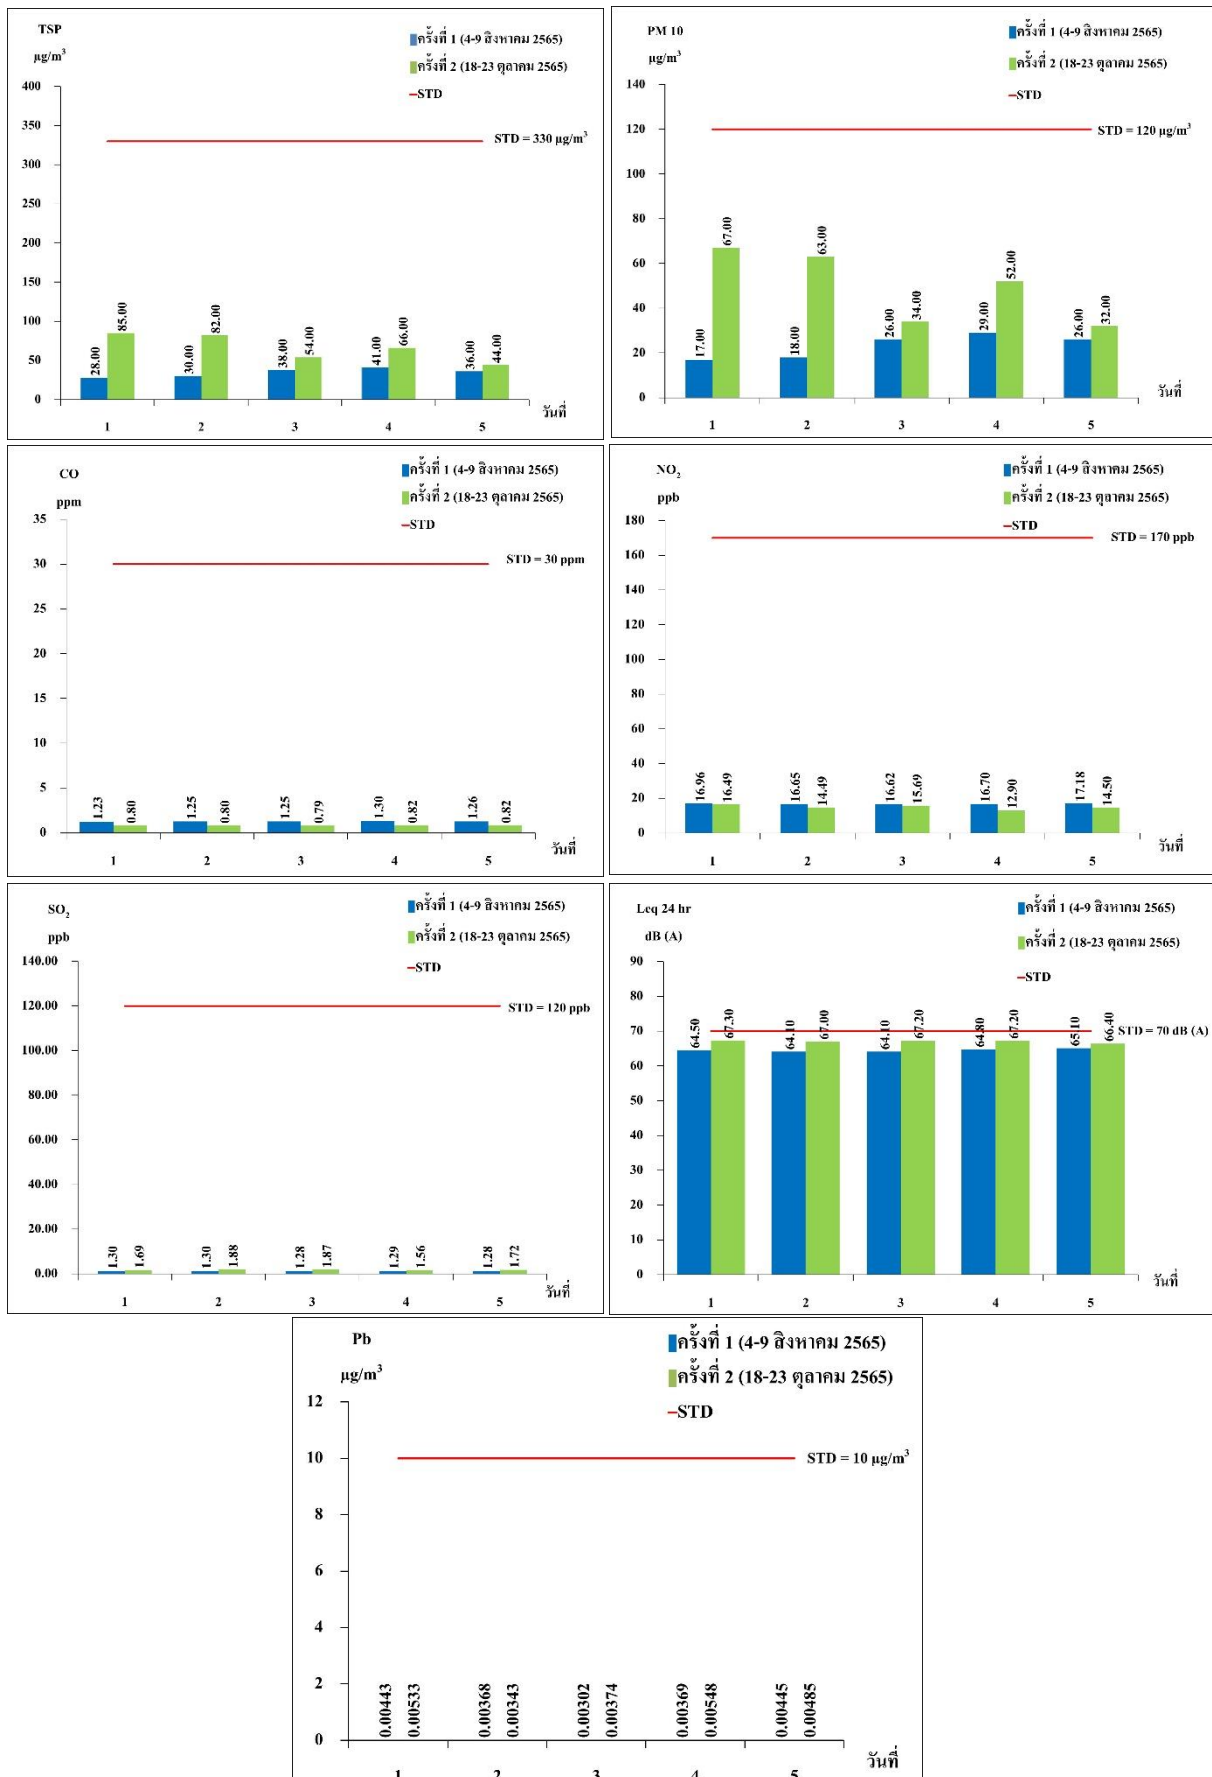 TSP
µg/m³
ครั้งที่ 1 (4-9 สิงหาคม 2565)
ครั้งที่ 2 (18-23 ตุลาคม 2565)
STD
400
350
300
250
200
150
100
50
0
STD = 330 µg/m³
28.00 85.00 30.00 82.00 38.00 54.00 41.00 66.00 36.00 44.00
1 2 3 4 5
วันที่
PM 10
µg/m³
ครั้งที่ 1 (4-9 สิงหาคม 2565)
ครั้งที่ 2 (18-23 ตุลาคม 2565)
STD
140
120
100
80
60
40
20
0
STD = 120 µg/m³
17.00 67.00 18.00 63.00 26.00 34.00 29.00 52.00 26.00 32.00
1 2 3 4 5
วันที่
CO
ppm
ครั้งที่ 1 (4-9 สิงหาคม 2565)
ครั้งที่ 2 (18-23 ตุลาคม 2565)
STD
35
30
25
20
15
10
5
0
STD = 30 ppm
1.23 0.80 1.25 0.80 1.25 0.79 1.30 0.82 1.26 0.82
1 2 3 4 5
วันที่
NO₂
ppb
ครั้งที่ 1 (4-9 สิงหาคม 2565)
ครั้งที่ 2 (18-23 ตุลาคม 2565)
STD
180
160
140
120
100
80
60
40
20
0
STD = 170 ppb
16.96 16.49 16.65 14.49 16.62 15.69 16.70 12.90 17.18 14.50
1 2 3 4 5
วันที่
SO₂
ppb
ครั้งที่ 1 (4-9 สิงหาคม 2565)
ครั้งที่ 2 (18-23 ตุลาคม 2565)
STD
140.00
120.00
100.00
80.00
60.00
40.00
20.00
0.00
STD = 120 ppb
1.30 1.69 1.30 1.88 1.28 1.87 1.29 1.56 1.28 1.72
1 2 3 4 5
วันที่
Leq 24 hr
dB (A)
ครั้งที่ 1 (4-9 สิงหาคม 2565)
ครั้งที่ 2 (18-23 ตุลาคม 2565)
STD
90
80
70
60
50
40
30
20
10
0
STD = 70 dB (A)
64.50 67.30 64.10 67.00 64.10 67.20 64.80 67.20 65.10 66.40
1 2 3 4 5
วันที่
Pb
µg/m³
ครั้งที่ 1 (4-9 สิงหาคม 2565)
ครั้งที่ 2 (18-23 ตุลาคม 2565)
STD
12
10
8
6
4
2
0
STD = 10 µg/m³
0.00443 0.00533 0.00368 0.00343 0.00302 0.00374 0.00369 0.00548 0.00445 0.00485
วันที่
1 2 3 4 5